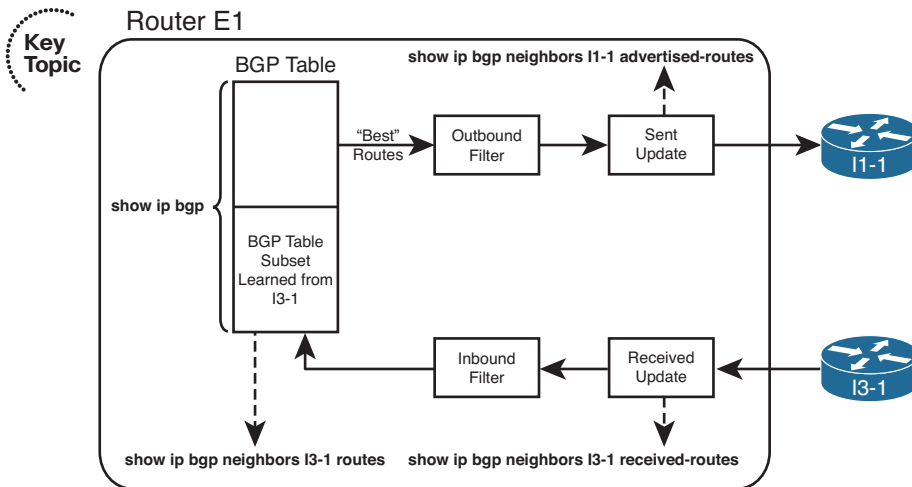 Router E1
Key
Topic
BGP Table
show ip bgp neighbors I1-1 advertised-routes
“Best”
Routes
Outbound
Filter
Sent
Update
I1-1
show ip bgp
BGP Table
Subset
Learned from
I3-1
Inbound
Filter
Received
Update
I3-1
show ip bgp neighbors I3-1 routes
show ip bgp neighbors I3-1 received-routes